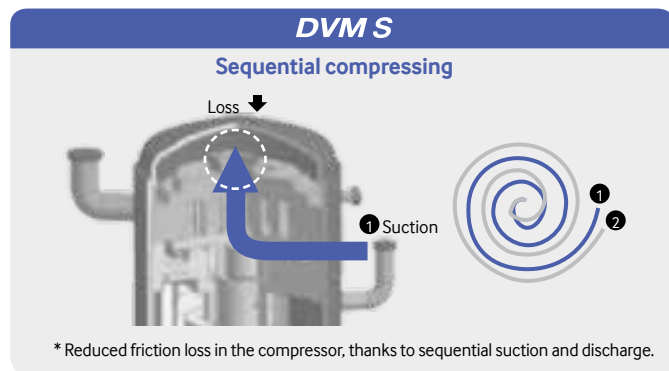 DVM S
Sequential compressing
Loss
1 Suction
1
2
* Reduced friction loss in the compressor, thanks to sequential suction and discharge.